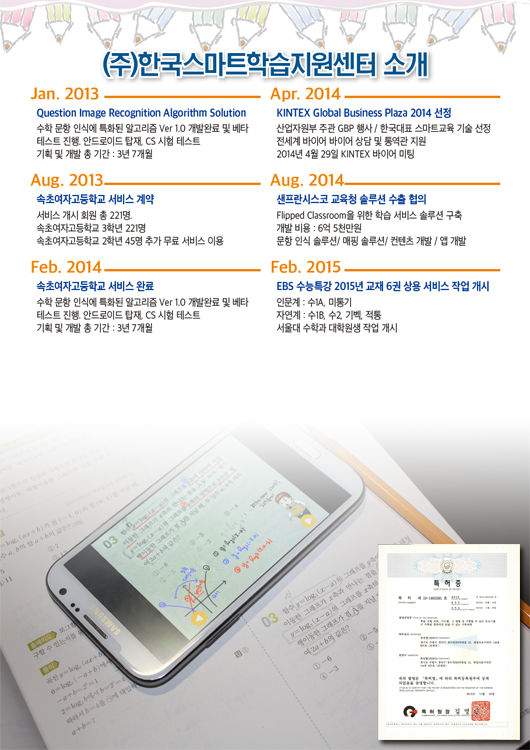 (주)한국스마트학습지원센터 소개
Jan. 2013
Question Image Recognition Algorithm Solution
수학 문항 인식에 특화된 알고리즘 Ver 1.0 개발완료 및 베타
테스트 진행. 안드로이드 탑재, CS 시험 테스트
기획 및 개발 총 기간 : 3년 7개월
Aug. 2013
속초여자고등학교 서비스 계약
서비스 개시 회원 총 221명.
속초여자고등학교 3학년 221명
속초여자고등학교 2학년 45명 추가 무료 서비스 이용
Feb. 2014
속초여자고등학교 서비스 완료
수학 문항 인식에 특화된 알고리즘 Ver 1.0 개발완료 및 베타
테스트 진행. 안드로이드 탑재, CS 시험 테스트
기획 및 개발 총 기간 : 3년 7개월
Apr. 2014
KINTEX Global Business Plaza 2014 선정
산업자원부 주관 GBP 행사 / 한국대표 스마트교육 기술 선정
전세계 바이어 바이어 상담 및 통역관 지원
2014년 4월 29일 KINTEX 바이어 미팅
Aug. 2014
샌프란시스코 교육청 솔루션 수출 협의
Flipped Classroom을 위한 학습 서비스 솔루션 구축
개발 비용 : 6억 5천만원
문항 인식 솔루션/ 매핑 솔루션/ 컨텐츠 개발 / 앱 개발
Feb. 2015
EBS 수능특강 2015년 교재 6권 상용 서비스 작업 개시
인문계 : 수1A, 미통기
자연계 : 수1B, 수2, 기벡, 적통
서울대 수학과 대학원생 작업 개시
03
03
SAMSUNG
특 허 증
특 허
특 허 청 장